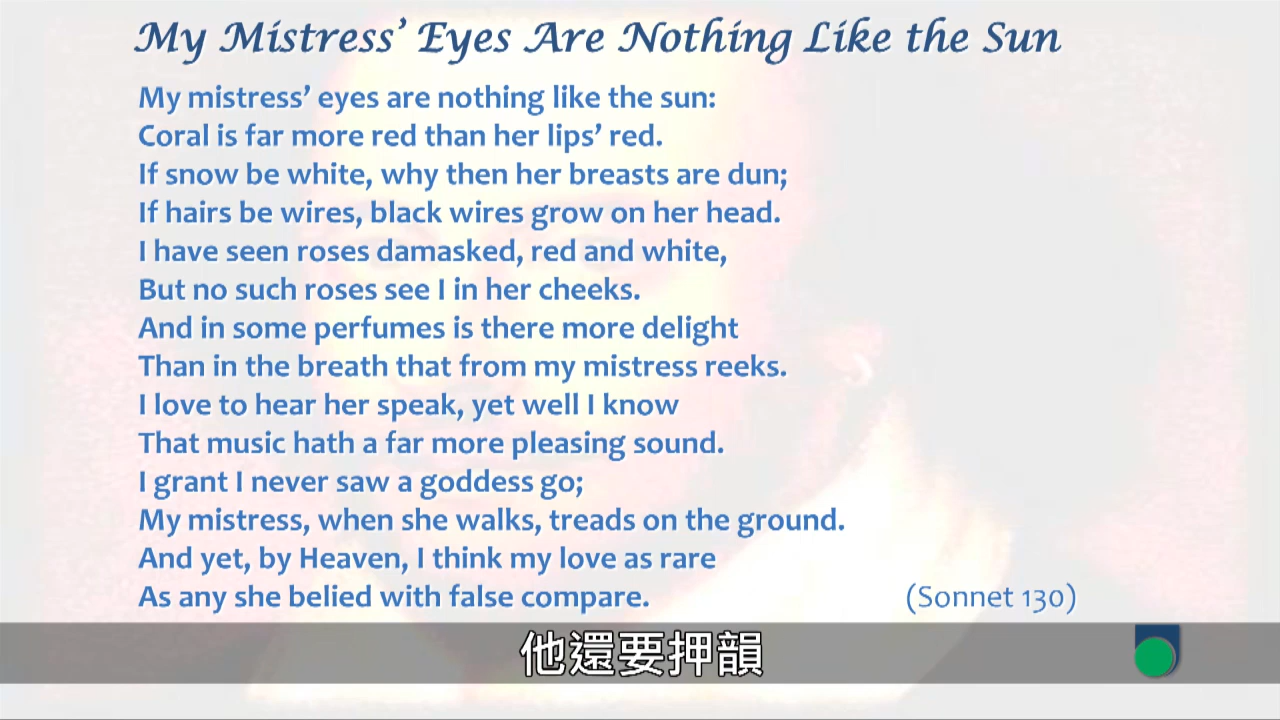 My Mistress’ Eyes Are Nothing Like the Sun
My mistress’ eyes are nothing like the sun:
Coral is far more red than her lips’ red.
If snow be white, why then her breasts are dun;
If hairs be wires, black wires grow on her head.
I have seen roses damasked, red and white,
But no such roses see I in her cheeks.
And in some perfumes is there more delight
Than in the breath that from my mistress reeks.
I love to hear her speak, yet well I know
That music hath a far more pleasing sound.
I grant I never saw a goddess go;
My mistress, when she walks, treads on the ground.
And yet, by Heaven, I think my love as rare
As any she belied with false compare. (Sonnet 130)
他還要押韻